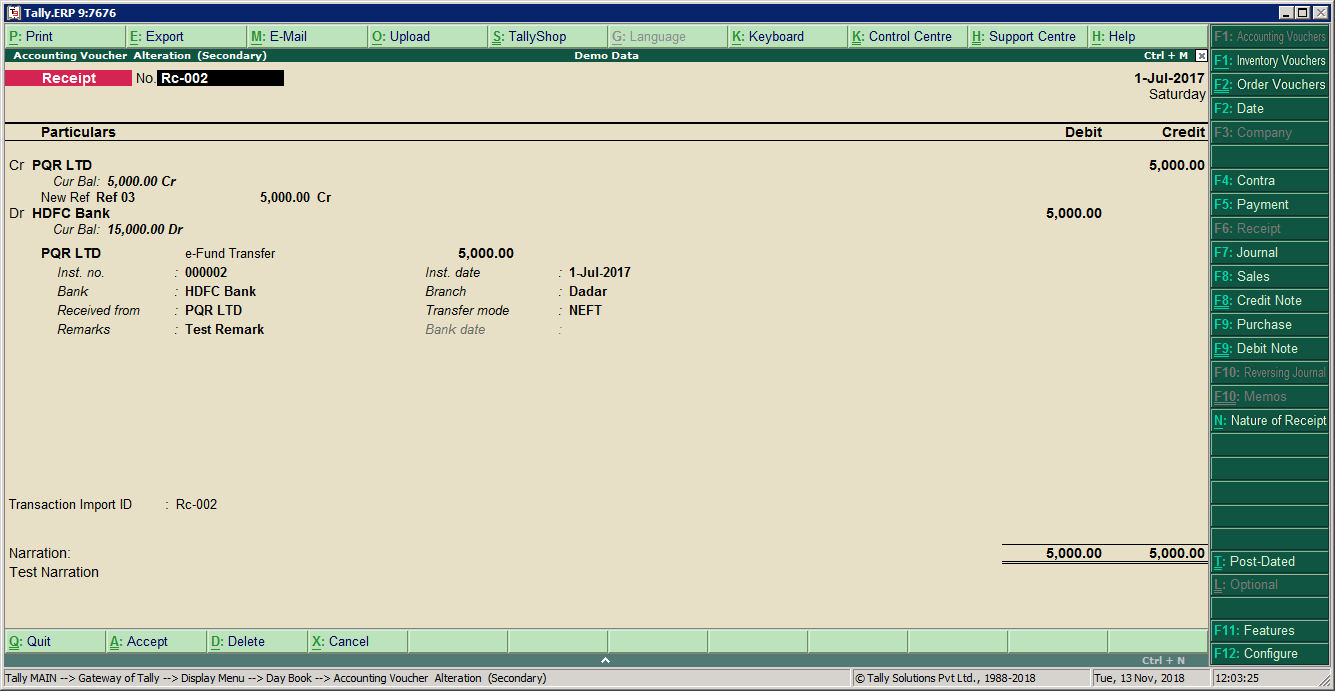 Tally.ERP 9:7676
P: Print E: Export M: E-Mail O: Upload S: TallyShop G: Language K: Keyboard K: Control Centre H: Support Centre H: Help
Accounting Voucher Alteration (Secondary) Demo Data Ctrl + M
Receipt No. Rc-002 1-Jul-2017
Saturday
Particulars Debit Credit
Cr PQR LTD 5,000.00
Cur Bal: 5,000.00 Cr
New Ref Ref 03 5,000.00 Cr
Dr HDFC Bank 5,000.00
Cur Bal: 15,000.00 Dr
PQR LTD e-Fund Transfer 5,000.00
Inst. no. : 000002 Inst. date : 1-Jul-2017
Bank : HDFC Bank Branch : Dadar
Received from : PQR LTD Transfer mode : NEFT
Remarks : Test Remark Bank date :
Transaction Import ID : Rc-002
Narration: 5,000.00 5,000.00
Test Narration
F1: Accounting Vouchers
F1: Inventory Vouchers
F2: Order Vouchers
F2: Date
F3: Company
F4: Contra
F5: Payment
F6: Receipt
F7: Journal
F8: Sales
F8: Credit Note
F9: Purchase
F9: Debit Note
F10: Reversing Journal
F10: Memos
N: Nature of Receipt
T: Post-Dated
L: Optional
F11: Features
F12: Configure
Q: Quit A: Accept D: Delete X: Cancel
Ctrl + N
Tally MAIN --> Gateway of Tally --> Display Menu --> Day Book --> Accounting Voucher Alteration (Secondary) © Tally Solutions Pvt Ltd., 1988-2018 Tue, 13 Nov, 2018 12:03:25